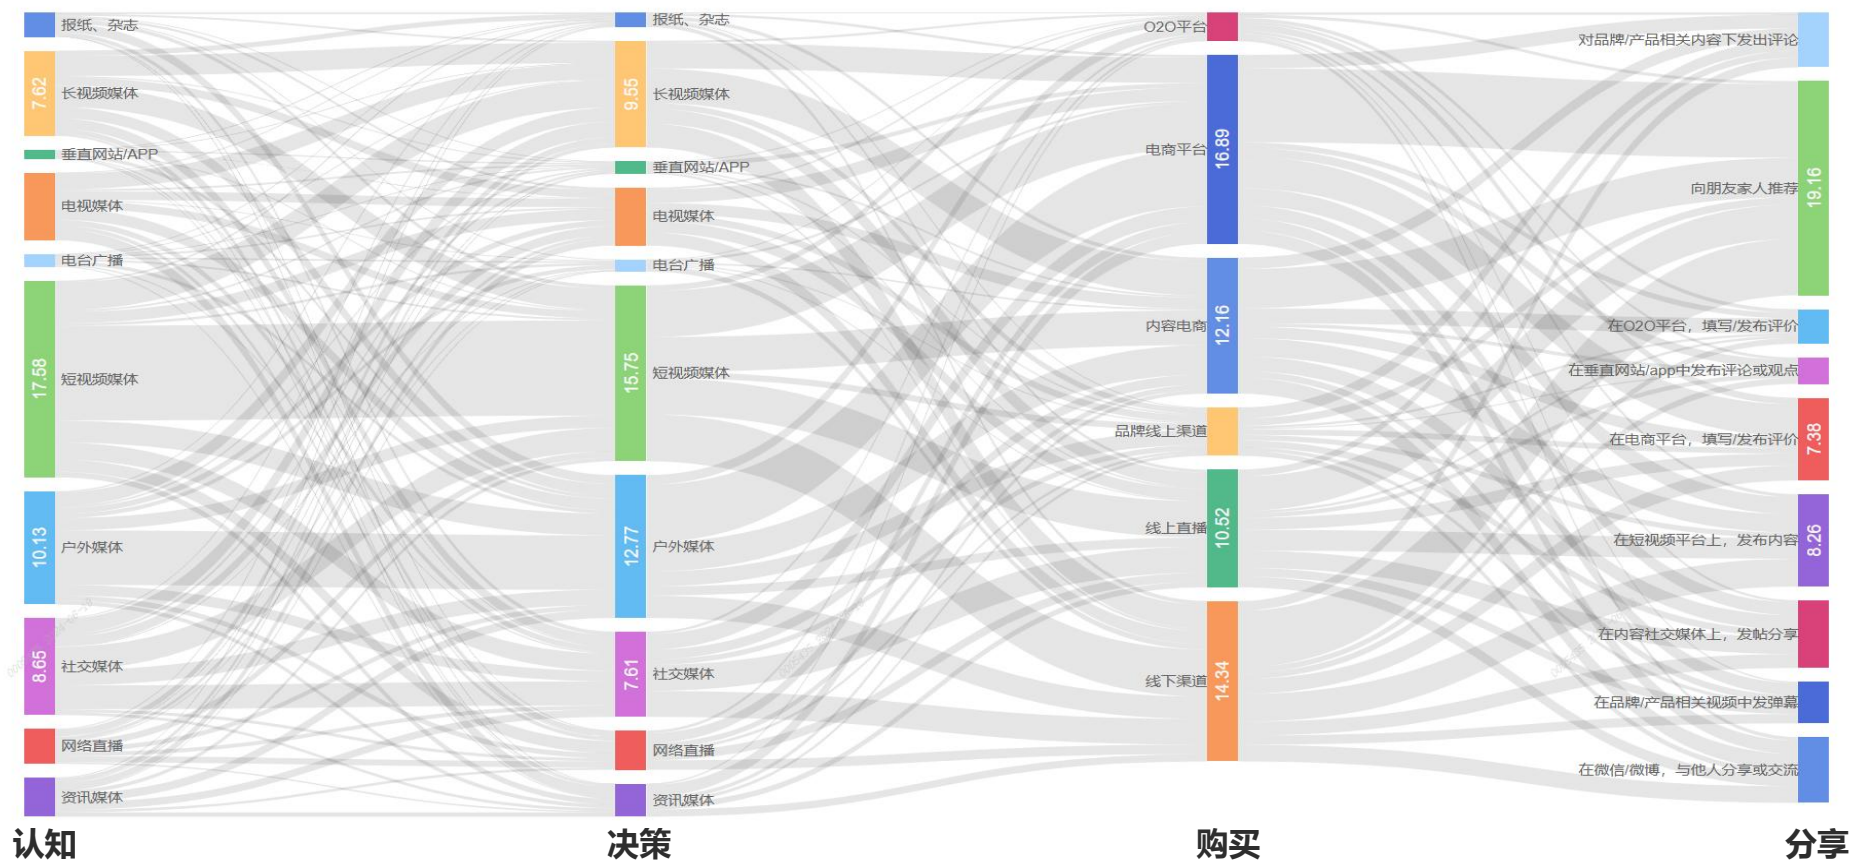 报纸、杂志
7.62
长视频媒体
垂直网站/APP
电视媒体
电台广播
17.58
短视频媒体
10.13
户外媒体
8.65
社交媒体
网络直播
资讯媒体
认知
报纸、杂志
9.55
长视频媒体
垂直网站/APP
电视媒体
电台广播
15.75
短视频媒体
12.77
户外媒体
7.61
社交媒体
网络直播
资讯媒体
决策
O2O平台
电商平台
16.89
内容电商
12.16
品牌线上渠道
线上直播
10.52
线下渠道
14.34
购买
对品牌/产品相关内容下发出评论
向朋友家人推荐
19.16
在O2O平台，填写/发布评价
在垂直网站/app中发布评论或观点
在电商平台，填写/发布评价
7.38
在短视频平台上，发布内容
8.26
在内容社交媒体上，发帖分享
在品牌/产品相关视频中发弹幕
在微信/微博，与他人分享或交流
分享